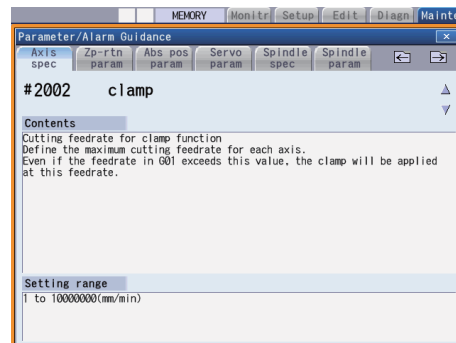 MEMORY Monitr Setup Edit Diagn Mainte
Parameter/Alarm Guidance
Axis spec Zp-rtn param Abs pos param Servo param Spindle spec Spindle param
#2002 clamp
Contents
Cutting feedrate for clamp function
Define the maximum cutting feedrate for each axis.
Even if the feedrate in G01 exceeds this value, the clamp will be applied
at this feedrate.
Setting range
1 to 10000000(mm/min)